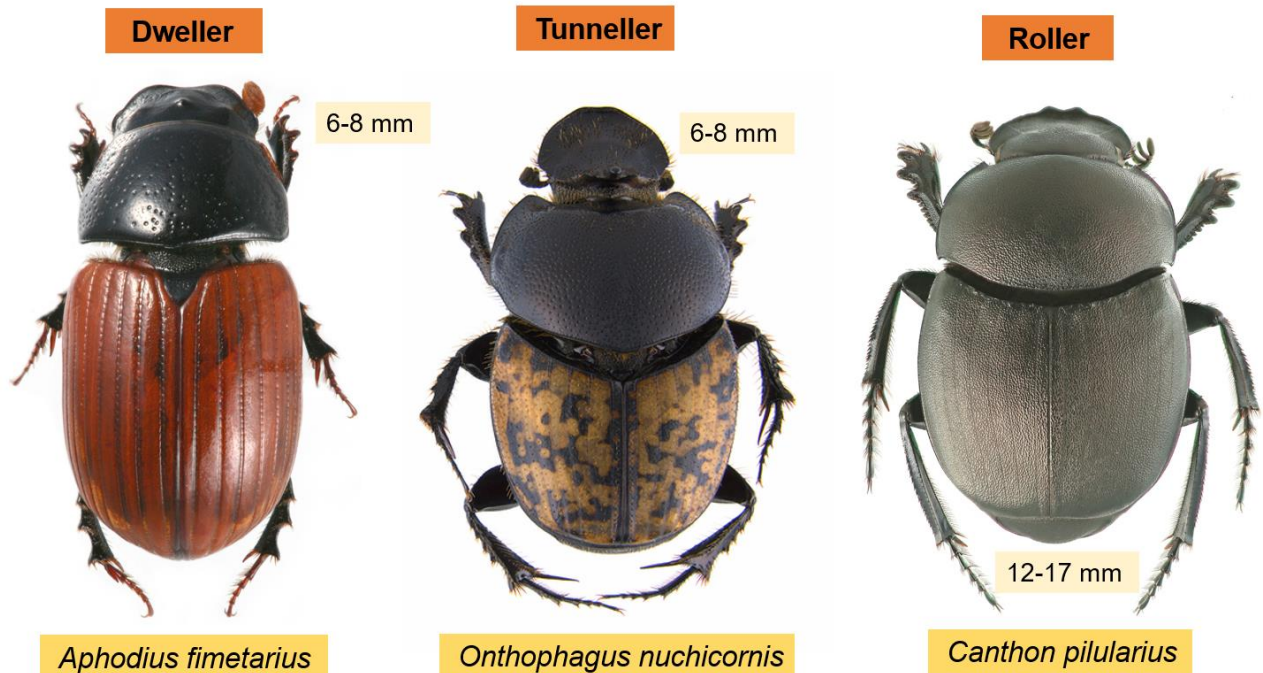 Dweller
Tunneller
Roller
6-8 mm
6-8 mm
12-17 mm
Aphodius fimetarius
Onthophagus nuchicornis
Canthon pilularius